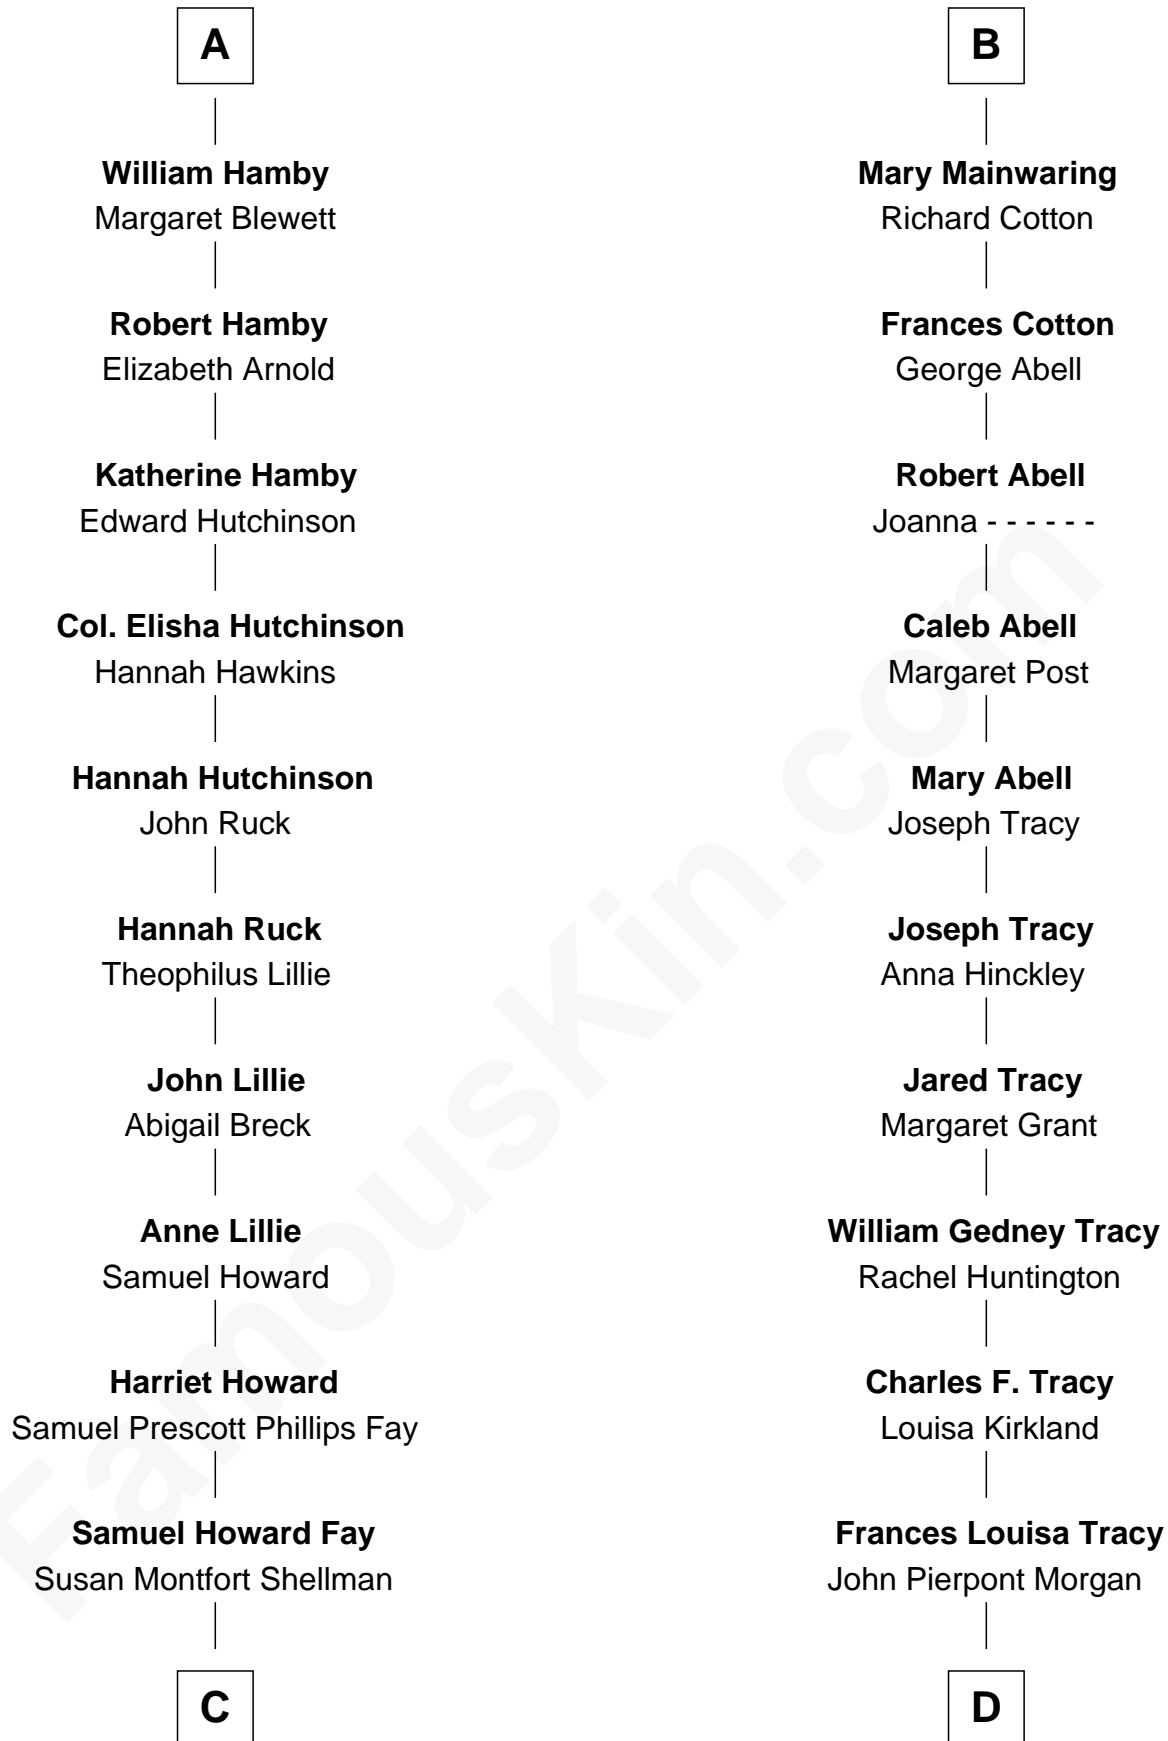 A
William Hamby
Margaret Blewett
Robert Hamby
Elizabeth Arnold
Katherine Hamby
Edward Hutchinson
Col. Elisha Hutchinson
Hannah Hawkins
Hannah Hutchinson
John Ruck
Hannah Ruck
Theophilus Lillie
John Lillie
Abigail Breck
Anne Lillie
Samuel Howard
Harriet Howard
Samuel Prescott Phillips Fay
Samuel Howard Fay
Susan Montfort Shellman
C
B
Mary Mainwaring
Richard Cotton
Frances Cotton
George Abell
Robert Abell
Joanna - - - - - -
Caleb Abell
Margaret Post
Mary Abell
Joseph Tracy
Joseph Tracy
Anna Hinckley
Jared Tracy
Margaret Grant
William Gedney Tracy
Rachel Huntington
Charles F. Tracy
Louisa Kirkland
Frances Louisa Tracy
John Pierpont Morgan
D
FamousKin.com